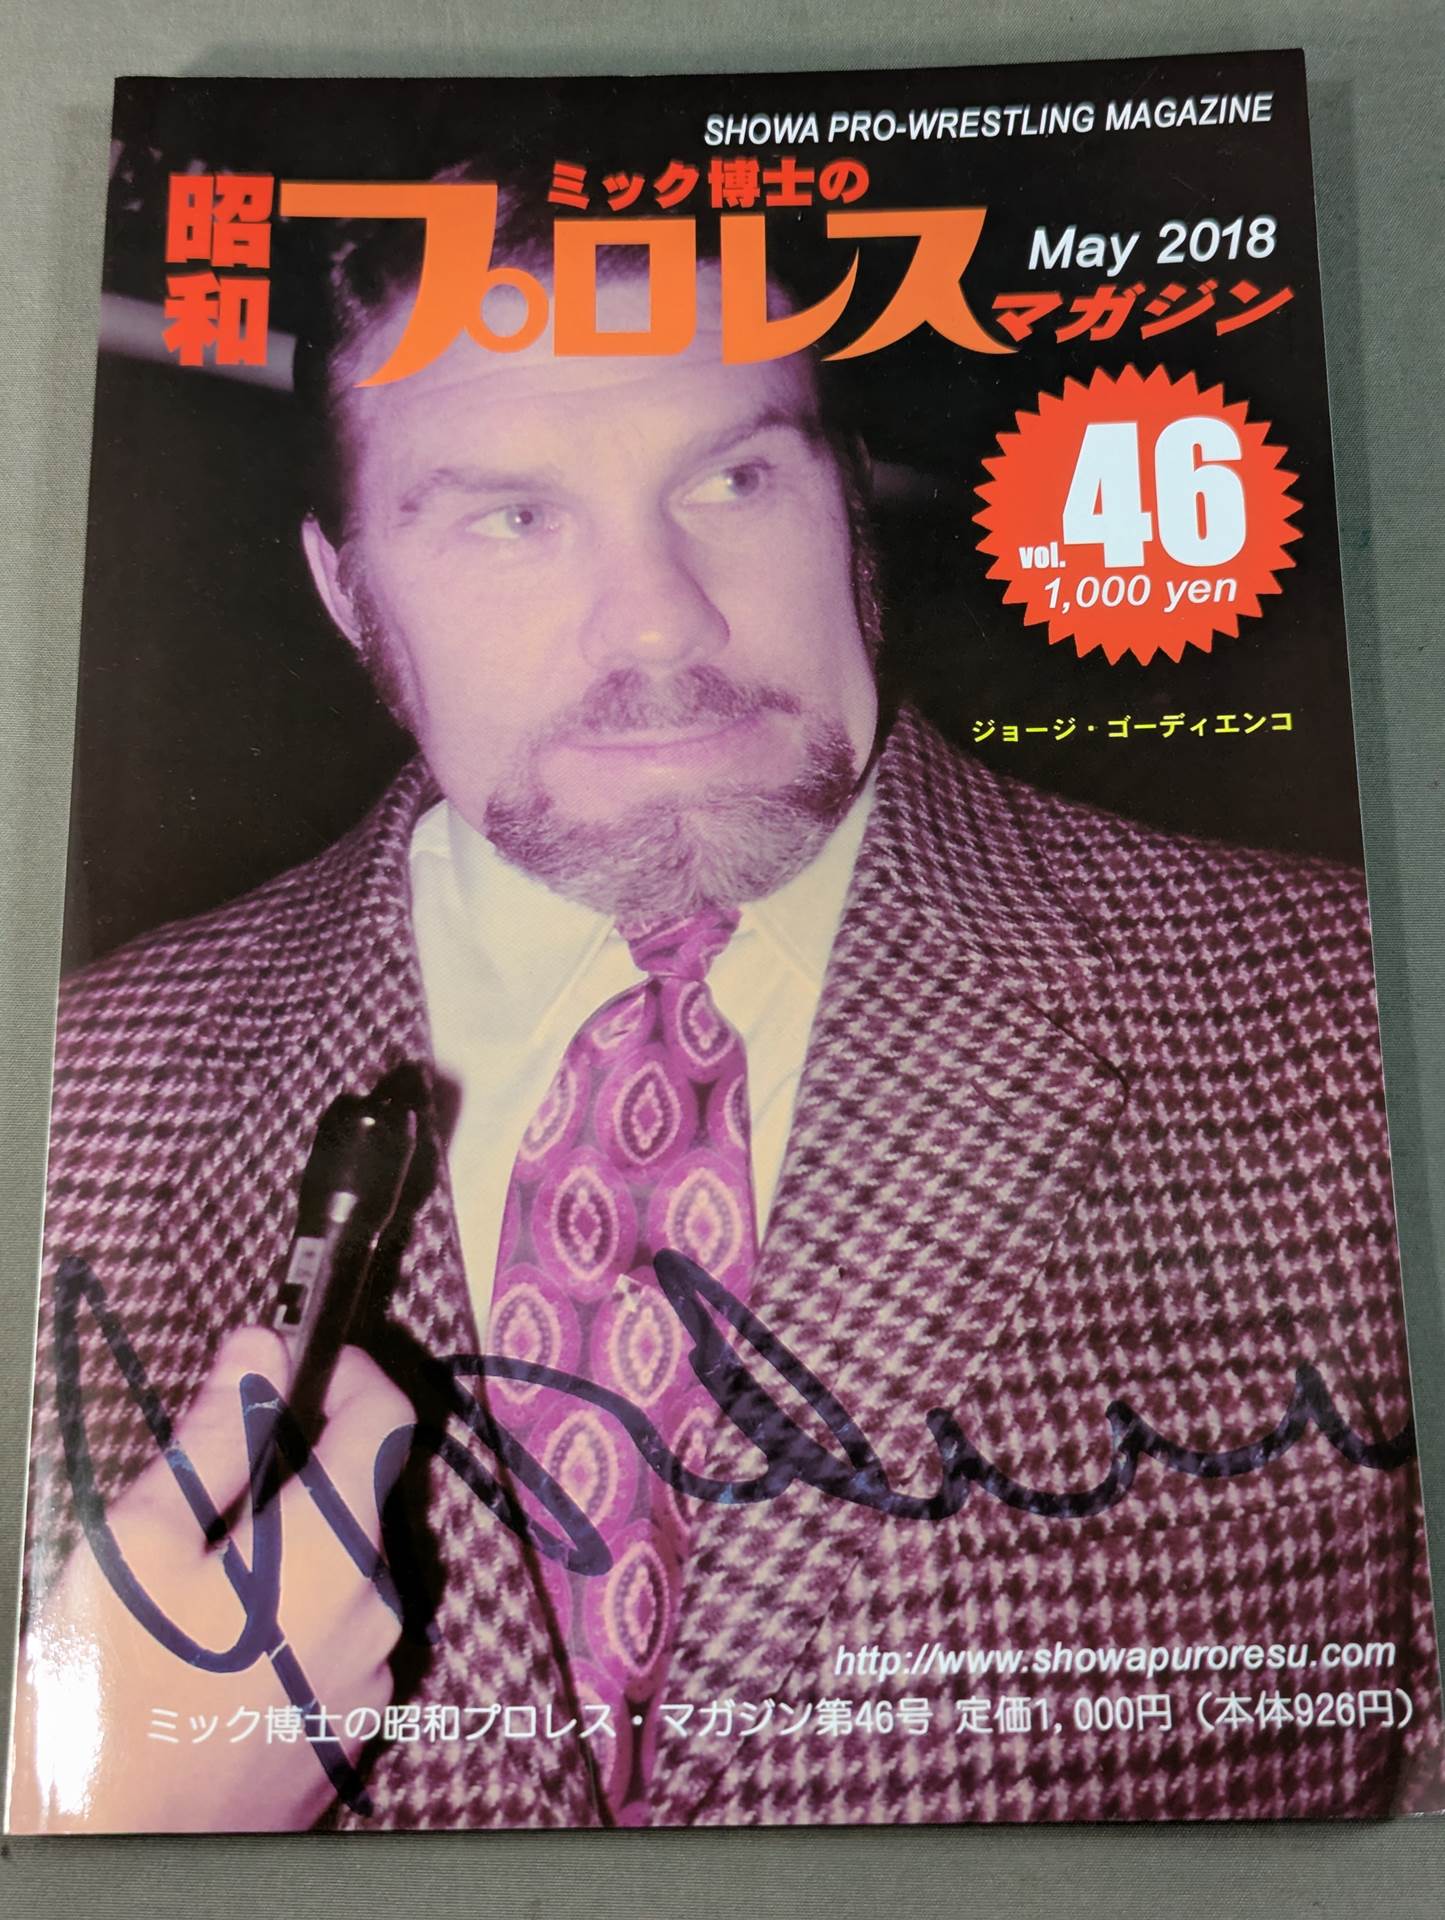 SHOWA PRO-WRESTLING MAGAZINE
ミック博士の
昭和
プロレス
May 2018
マガジン
vol. 46
1,000 yen
ジョージ・ゴーディエンコ
http://www.showapuroresu.com
ミック博士の昭和プロレス・マガジン第46号 定価1,000円（本体926円）